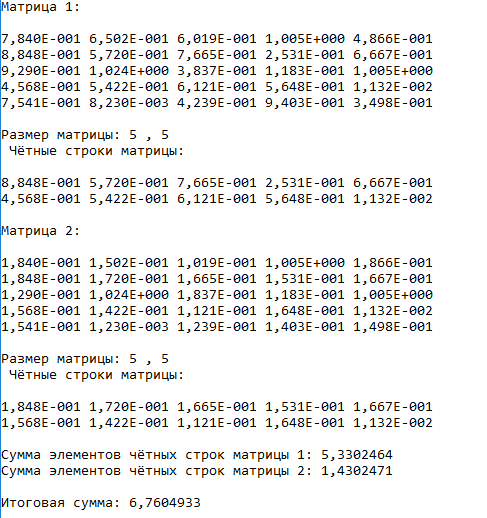 Матрица 1:
7,840E-001 6,502E-001 6,019E-001 1,005E+000 4,866E-001
8,848E-001 5,720E-001 7,665E-001 2,531E-001 6,667E-001
9,290E-001 1,024E+000 3,837E-001 1,183E-001 1,005E+000
4,568E-001 5,422E-001 6,121E-001 5,648E-001 1,132E-002
7,541E-001 8,230E-003 4,239E-001 9,403E-001 3,498E-001
Размер матрицы: 5 , 5
Чётные строки матрицы:
8,848E-001 5,720E-001 7,665E-001 2,531E-001 6,667E-001
4,568E-001 5,422E-001 6,121E-001 5,648E-001 1,132E-002
Матрица 2:
1,840E-001 1,502E-001 1,019E-001 1,005E+000 1,866E-001
1,848E-001 1,720E-001 1,665E-001 1,531E-001 1,667E-001
1,290E-001 1,024E+000 1,837E-001 1,183E-001 1,005E+000
1,568E-001 1,422E-001 1,121E-001 1,648E-001 1,132E-002
1,541E-001 1,230E-003 1,239E-001 1,403E-001 1,498E-001
Размер матрицы: 5 , 5
Чётные строки матрицы:
1,848E-001 1,720E-001 1,665E-001 1,531E-001 1,667E-001
1,568E-001 1,422E-001 1,121E-001 1,648E-001 1,132E-002
Сумма элементов чётных строк матрицы 1: 5,3302464
Сумма элементов чётных строк матрицы 2: 1,4302471
Итоговая сумма: 6,7604933